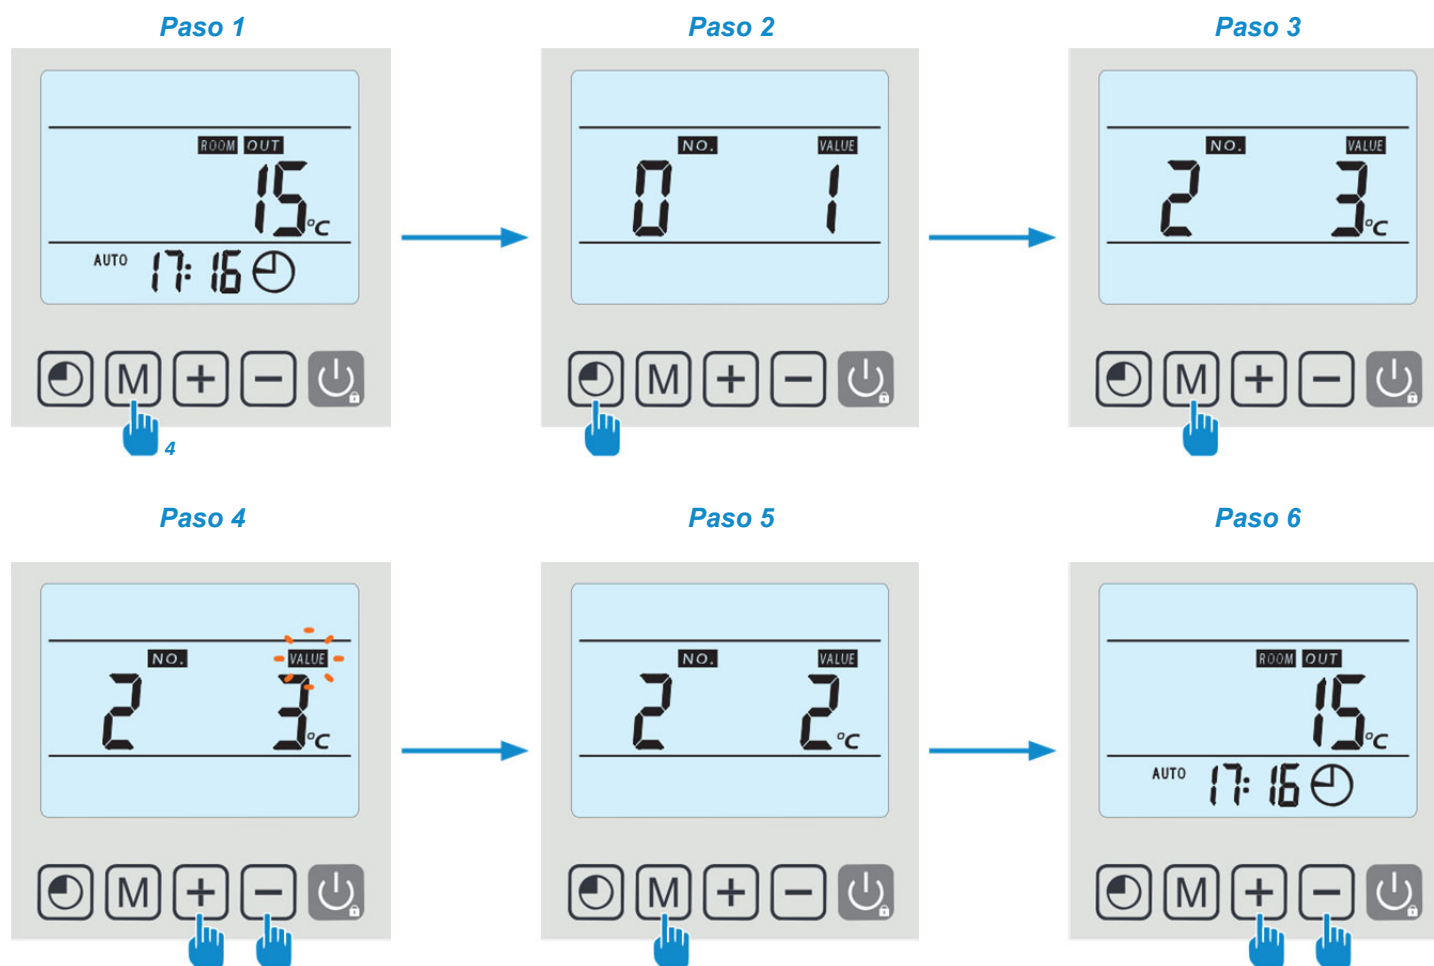 Paso 1
Paso 2
Paso 3
ROOM OUT
15 °C
AUTO 17:16
M
4
NO. VALUE
0 1
M
NO. VALUE
2 3 °C
M
Paso 4
Paso 5
Paso 6
NO. VALUE
2 3 °C
M
NO. VALUE
2 2 °C
M
ROOM OUT
15 °C
AUTO 17:16
M